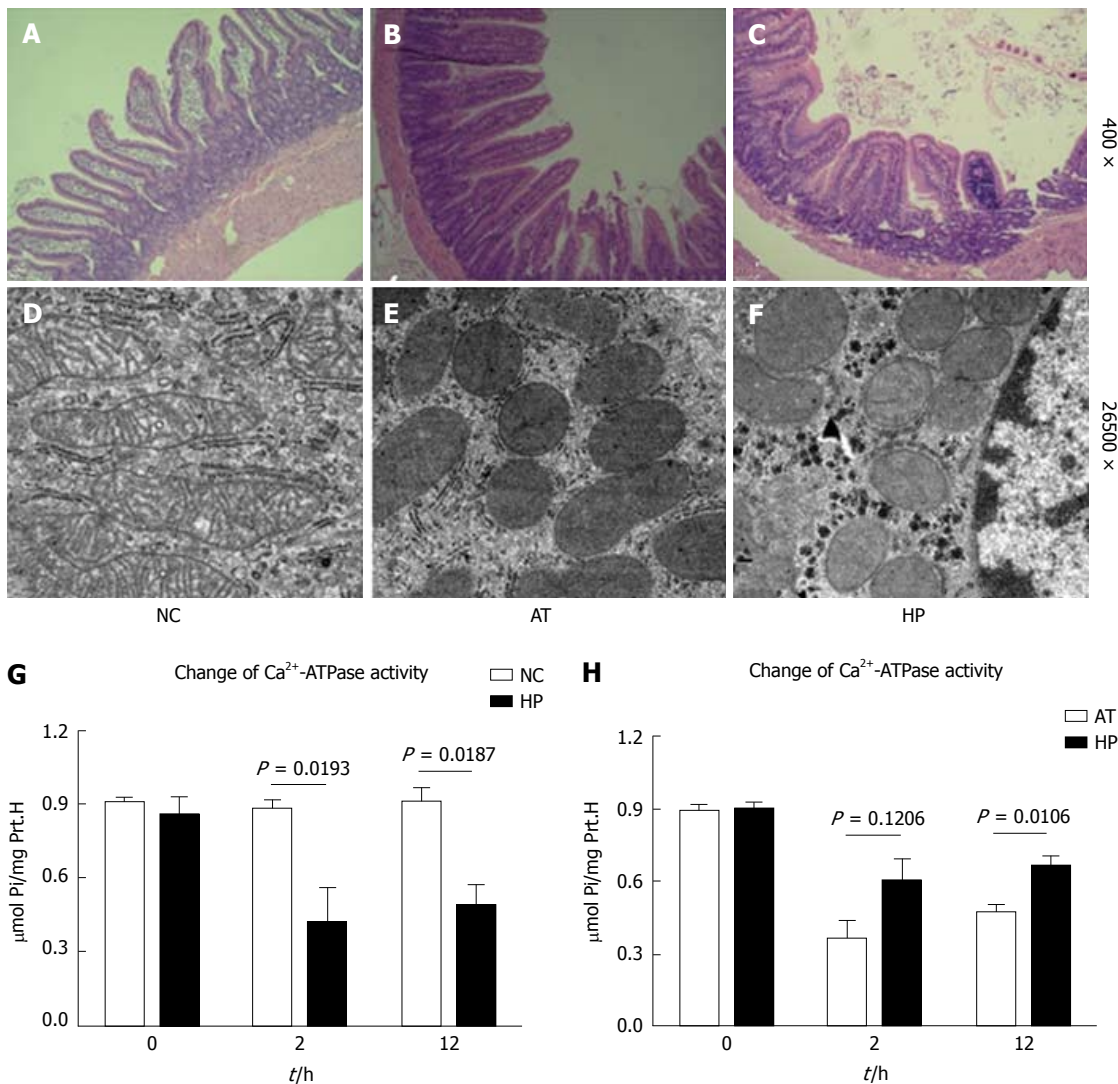 A
B
C
400 ×
D
E
F
26500 ×
NC
AT
HP
G
Change of Ca²⁺-ATPase activity
NC
HP
1.2
0.9
0.6
0.3
0.0
μmol Pi/mg Prt.H
P = 0.0193
P = 0.0187
0
2
12
t/h
H
Change of Ca²⁺-ATPase activity
AT
HP
1.2
0.9
0.6
0.3
0.0
μmol Pi/mg Prt.H
P = 0.1206
P = 0.0106
0
2
12
t/h